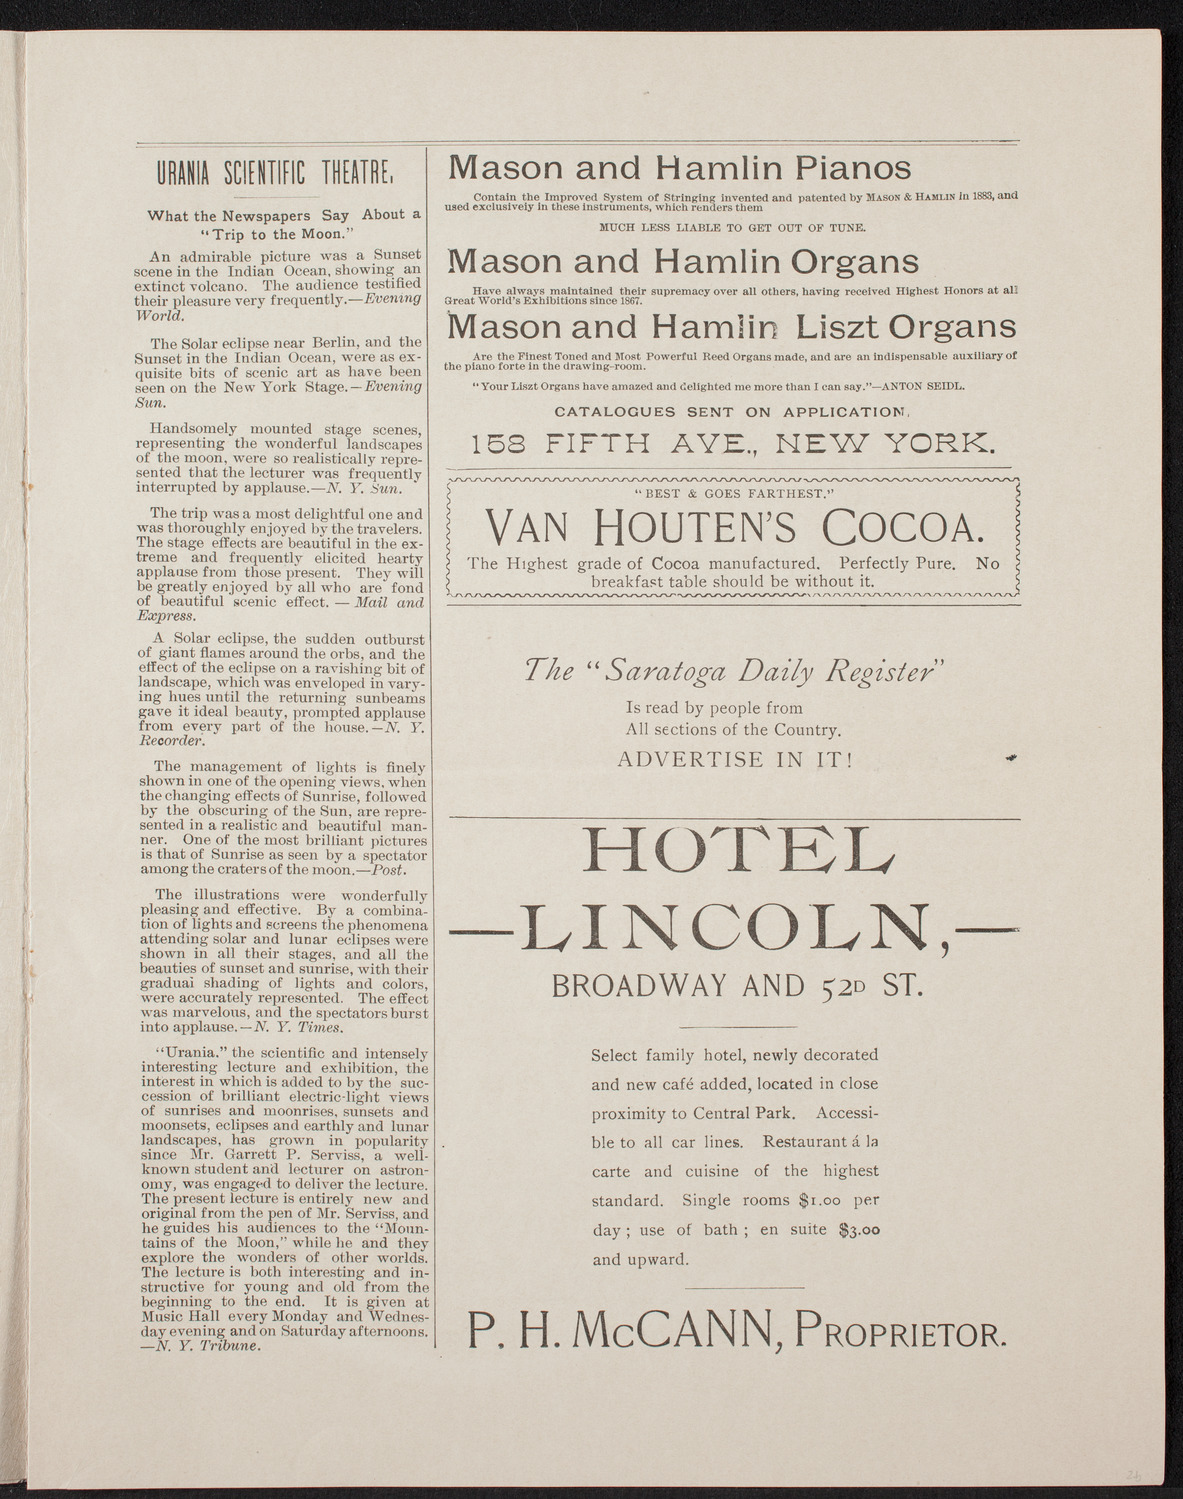 URANIA SCIENTIFIC THEATRE,
What the Newspapers Say About a
"Trip to the Moon."
An admirable picture was a Sunset
scene in the Indian Ocean, showing an
extinct volcano. The audience testified
their pleasure very frequently.—Evening
World.
The Solar eclipse near Berlin, and the
Sunset in the Indian Ocean, were as ex-
quisite bits of scenic art as have been
seen on the New York Stage.—Evening
Sun.
Handsomely mounted stage scenes,
representing the wonderful landscapes
of the moon, were so realistically repre-
sented that the lecturer was frequently
interrupted by applause.—N. Y. Sun.
The trip was a most delightful one and
was thoroughly enjoyed by the travelers.
The stage effects are beautiful in the ex-
treme and frequently elicited hearty
applause from those present. They will
be greatly enjoyed by all who are fond
of beautiful scenic effect. — Mail and
Express.
A Solar eclipse, the sudden outburst
of giant flames around the orbs, and the
effect of the eclipse on a ravishing bit of
landscape, which was enveloped in vary-
ing hues until the returning sunbeams
gave it ideal beauty, prompted applause
from every part of the house.—N. Y.
Recorder.
The management of lights is finely
shown in one of the opening views, when
the changing effects of Sunrise, followed
by the obscuring of the Sun, are repre-
sented in a realistic and beautiful man-
ner. One of the most brilliant pictures
is that of Sunrise as seen by a spectator
among the craters of the moon.—Post.
The illustrations were wonderfully
pleasing and effective. By a combina-
tion of lights and screens the phenomena
attending solar and lunar eclipses were
shown in all their stages, and all the
beauties of sunset and sunrise, with their
gradual shading of lights and colors,
were accurately represented. The effect
was marvelous, and the spectators burst
into applause.—N. Y. Times.
"Urania." the scientific and intensely
interesting lecture and exhibition, the
interest in which is added to by the suc-
cession of brilliant electric-light views
of sunrises and moonrises, sunsets and
moonsets, eclipses and earthly and lunar
landscapes, has grown in popularity
since Mr. Garrett P. Serviss, a well-
known student and lecturer on astron-
omy, was engaged to deliver the lecture.
The present lecture is entirely new and
original from the pen of Mr. Serviss, and
he guides his audiences to the "Moun-
tains of the Moon," while he and they
explore the wonders of other worlds.
The lecture is both interesting and in-
structive for young and old from the
beginning to the end. It is given at
Music Hall every Monday and Wednes-
day evening and on Saturday afternoons.
—N. Y. Tribune.
Mason and Hamlin Pianos
Contain the Improved System of Stringing invented and patented by MASON & HAMLIN in 1883, and
used exclusively in these instruments, which renders them
MUCH LESS LIABLE TO GET OUT OF TUNE.
Mason and Hamlin Organs
Have always maintained their supremacy over all others, having received Highest Honors at all
Great World's Exhibitions since 1867.
Mason and Hamlin Liszt Organs
Are the Finest Toned and Most Powerful Reed Organs made, and are an indispensable auxiliary of
the piano forte in the drawing-room.
"Your Liszt Organs have amazed and delighted me more than I can say."—ANTON SEIDL.
CATALOGUES SENT ON APPLICATION.
158 FIFTH AVE., NEW YORK.
"BEST & GOES FARTHEST."
VAN HOUTEN'S COCOA.
The Highest grade of Cocoa manufactured. Perfectly Pure. No
breakfast table should be without it.
The "Saratoga Daily Register"
Is read by people from
All sections of the Country.
ADVERTISE IN IT!
HOTEL
—LINCOLN,—
BROADWAY AND 52D ST.
Select family hotel, newly decorated
and new café added, located in close
proximity to Central Park. Accessi-
ble to all car lines. Restaurant á la
carte and cuisine of the highest
standard. Single rooms $1.00 per
day; use of bath; en suite $3.00
and upward.
P. H. MCCANN, PROPRIETOR.